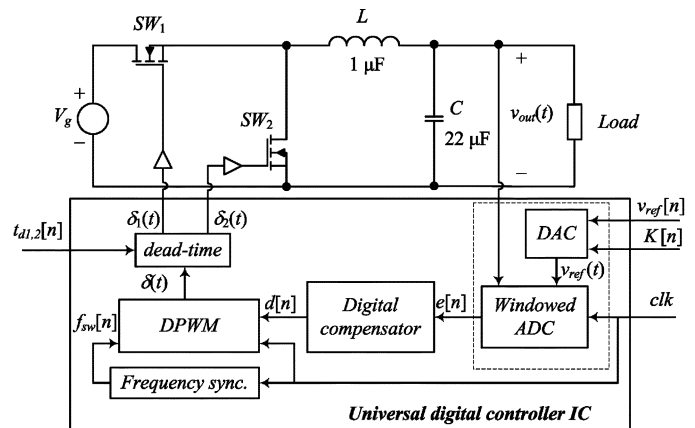 SW1
L
1 μF
+
Vg
−
SW2
C
22 μF
+
vout(t)
−
Load
δ1(t)
δ2(t)
td1,2[n]
dead-time
δ(t)
DAC
vref[n]
K[n]
vref(t)
fsw[n]
DPWM
d[n]
Digital
compensator
e[n]
Windowed
ADC
clk
Frequency sync.
Universal digital controller IC